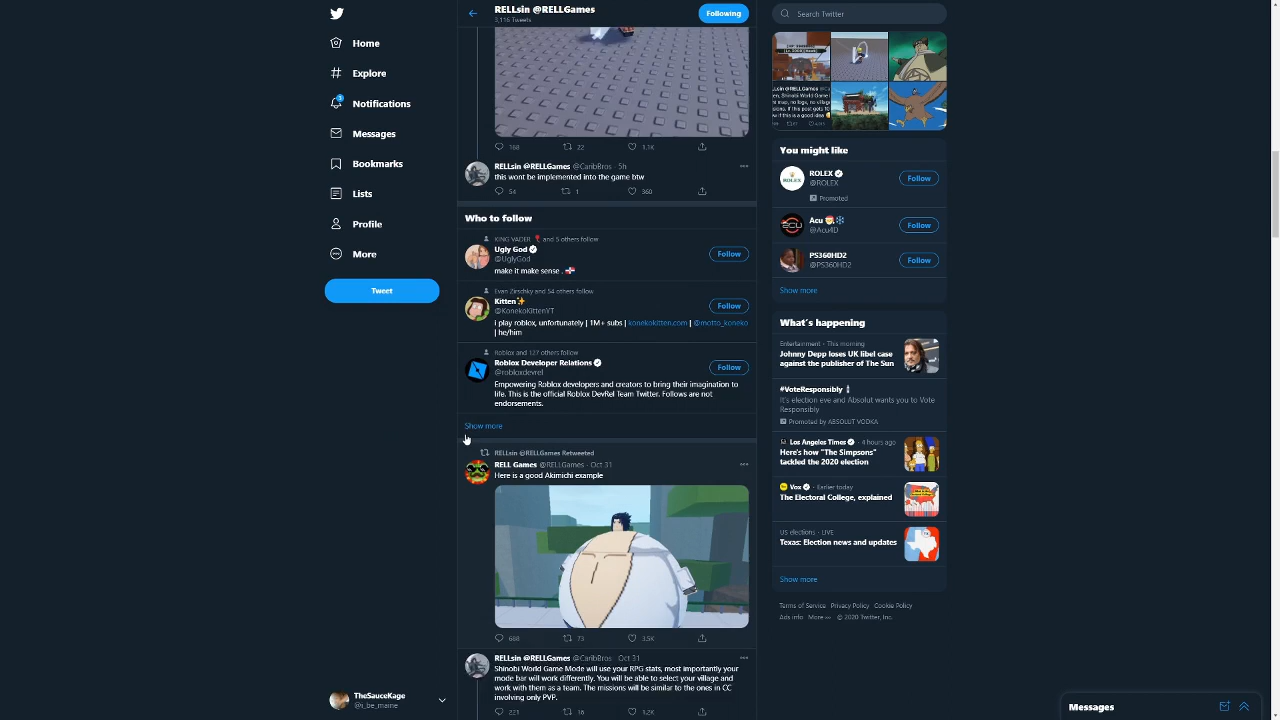 RELLsin @RELLGames
3,116 Tweets
Following
Search Twitter
Home
Explore
Notifications
Messages
Bookmarks
Lists
Profile
More
Tweet
188
22
1.1K
RELLsin @RELLGames @CaribBros · 5h
this wont be implemented into the game btw
54
1
360
Who to follow
KING VADER and 5 others follow
Ugly God
@UglyGod
make it make sense .
Follow
Evan Zirschky and 54 others follow
Kitten
@KonekoKittenYT
i play roblox, unfortunately | 1M+ subs | konekokitten.com | @motto_koneko
| he/him
Follow
Roblox and 127 others follow
Roblox Developer Relations
@robloxdevrel
Empowering Roblox developers and creators to bring their imagination to
life. This is the official Roblox DevRel Team Twitter. Follows are not
endorsements.
Follow
Show more
RELLsin @RELLGames Retweeted
RELL Games @RELLGames · Oct 31
Here is a good Akimichi example
688
73
3.5K
RELLsin @RELLGames @CaribBros · Oct 31
Shinobi World Game Mode will use your RPG stats, most importantly your
mode bar will work differently. You will be able to select your village and
work with them as a team. The missions will be similar to the ones in CC
involving only PVP.
221
16
1.2K
You might like
ROLEX
@ROLEX
Promoted
Follow
Acu
@Acu4D
Follow
PS360HD2
@PS360HD2
Follow
Show more
What's happening
Entertainment · This morning
Johnny Depp loses UK libel case
against the publisher of The Sun
#VoteResponsibly
It's election eve and Absolut wants you to Vote
Responsibly
Promoted by ABSOLUT VODKA
Los Angeles Times · 4 hours ago
Here's how "The Simpsons"
tackled the 2020 election
Vox · Earlier today
The Electoral College, explained
US elections · LIVE
Texas: Election news and updates
Show more
Terms of Service Privacy Policy Cookie Policy
Ads info More ··· © 2020 Twitter, Inc.
TheSauceKage
@i_be_maine
Messages